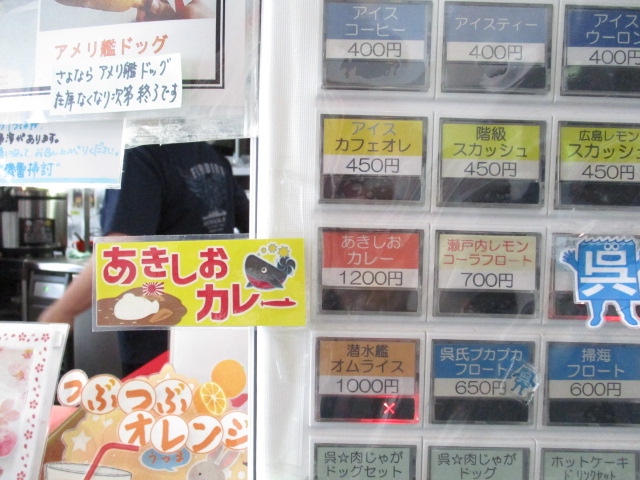 アメリ艦ドッグ
さよなら アメリ艦ドッグ
在庫なくなり次第終了です
あきしお
カレー
つぶつぶ
オレンジ
アイス
コーヒー
400円
アイスティー
400円
アイス
ウーロン
400円
アイス
カフェオレ
450円
階級
スカッシュ
450円
広島レモン
スカッシュ
450円
あきしお
カレー
1200円
瀬戸内レモン
コーラフロート
700円
呉
潜水艦
オムライス
1000円
呉氏プカプカ
フロート
650円
呉
掃海
フロート
600円
呉☆肉じゃが
ドッグセット
呉☆肉じゃが
ドッグ
ホットケーキ
ドリンクセット